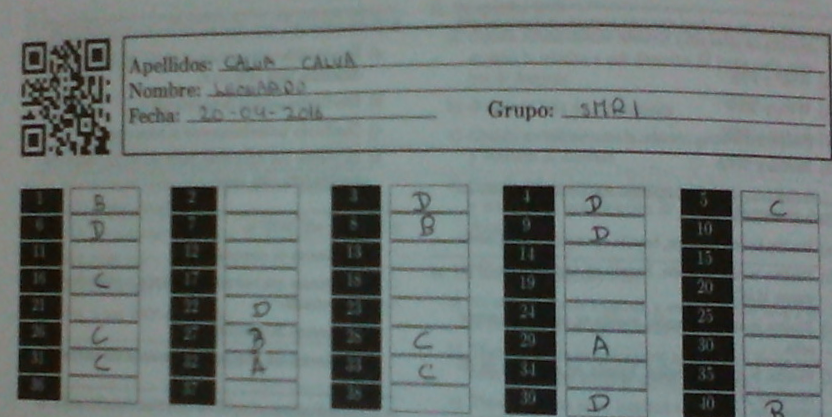 Apellidos: CALVA CALVA
Nombre: LEONARDO
Fecha: 20-04-2016 Grupo: SMR1
1 B 2 3 D 4 D 5 C
6 D 7 8 B 9 D 10
11 12 13 14 15
16 C 17 18 19 20
21 22 D 23 24 25
26 C 27 B 28 C 29 A 30
31 C 32 A 33 C 34 35
36 37 38 39 D 40 B